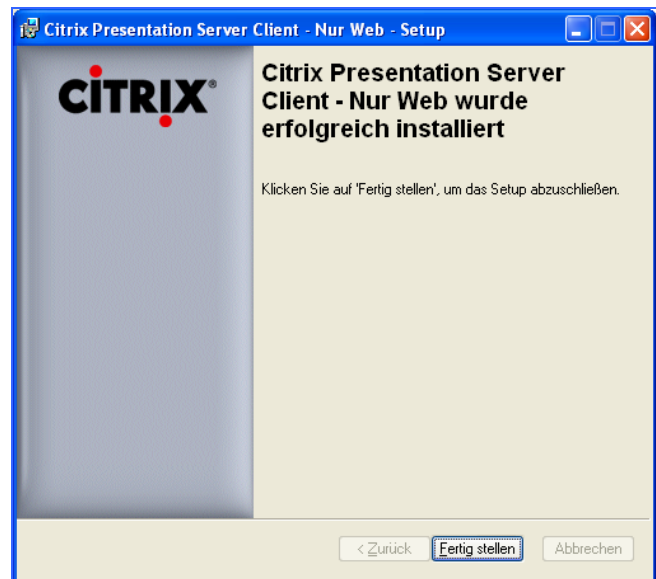 Citrix Presentation Server Client - Nur Web - Setup
CiTRIX®
Citrix Presentation Server
Client - Nur Web wurde
erfolgreich installiert
Klicken Sie auf 'Fertig stellen', um das Setup abzuschließen.
< Zurück
Fertig stellen
Abbrechen